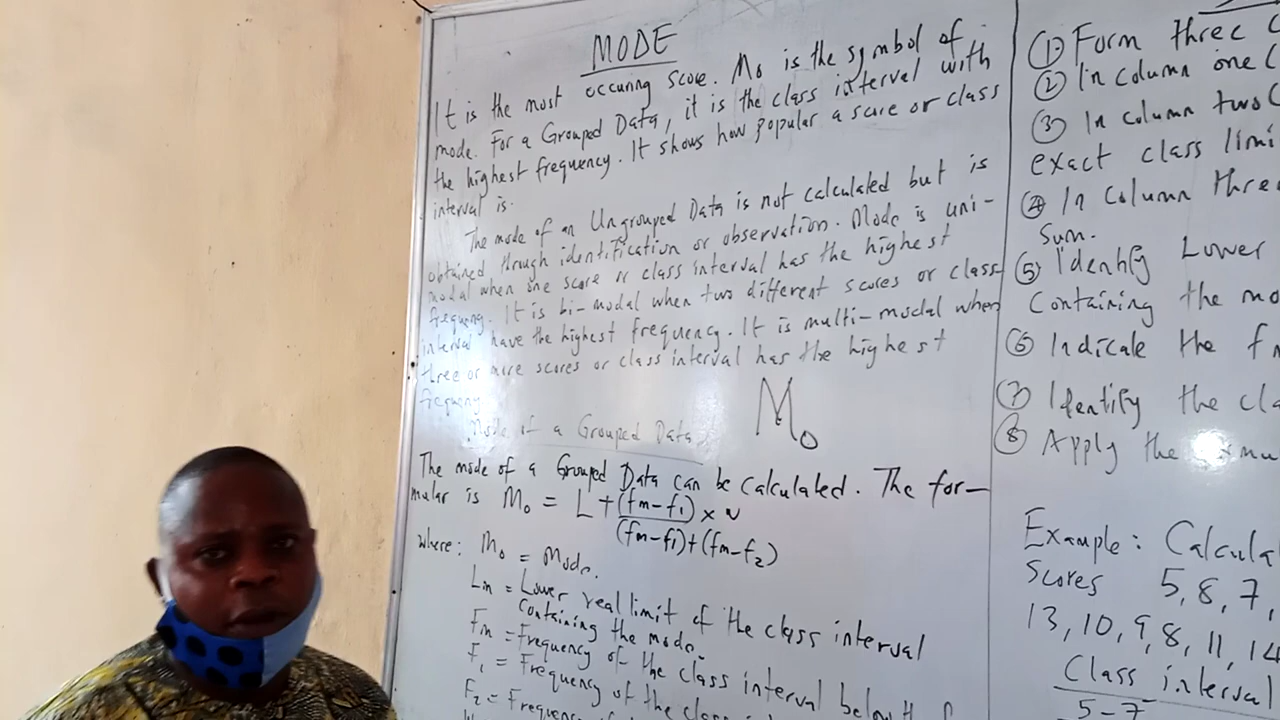 MODE
It is the most occuring score. Mo is the symbol of
mode. For a Grouped Data, it is the class interval with
the highest frequency. It shows how popular a score or class
interval is.
The mode of an Ungrouped Data is not calculated but is
obtained through identification or observation. Mode is uni-
modal when one score or class interval has the highest
frequency. It is bi-modal when two different scores or class
interval have the highest frequency. It is multi-modal when
three or more scores or class interval has the highest
frequency
Mode of a Grouped Data
Mo
The mode of a Grouped Data can be calculated. The for-
mular is Mo = L + (fm-f1) x
(fm-f1)+(fm-f2)
where: Mo = Mode.
Lm = Lower real limit of the class interval
containing the mode.
Fm = Frequency of the class interval
F1 = Frequency of the class
F2 =
① Form three
② In column one (
③ In column two (
exact class limi
④ In Column three
Sum.
⑤ Identify Lower
Containing the mo
⑥ Indicate the fm
⑦ Identify the cla
⑧ Apply the
Example: Calcula
Scores 5, 8, 7,
13, 10, 9, 8, 11, 14
Class interval
5-7